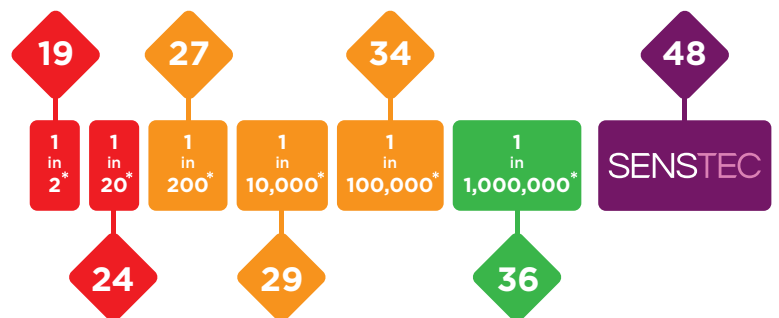 19
27
34
48
1
in
2*
1
in
20*
1
in
200*
1
in
10,000*
1
in
100,000*
1
in
1,000,000*
SENSTEC
24
29
36